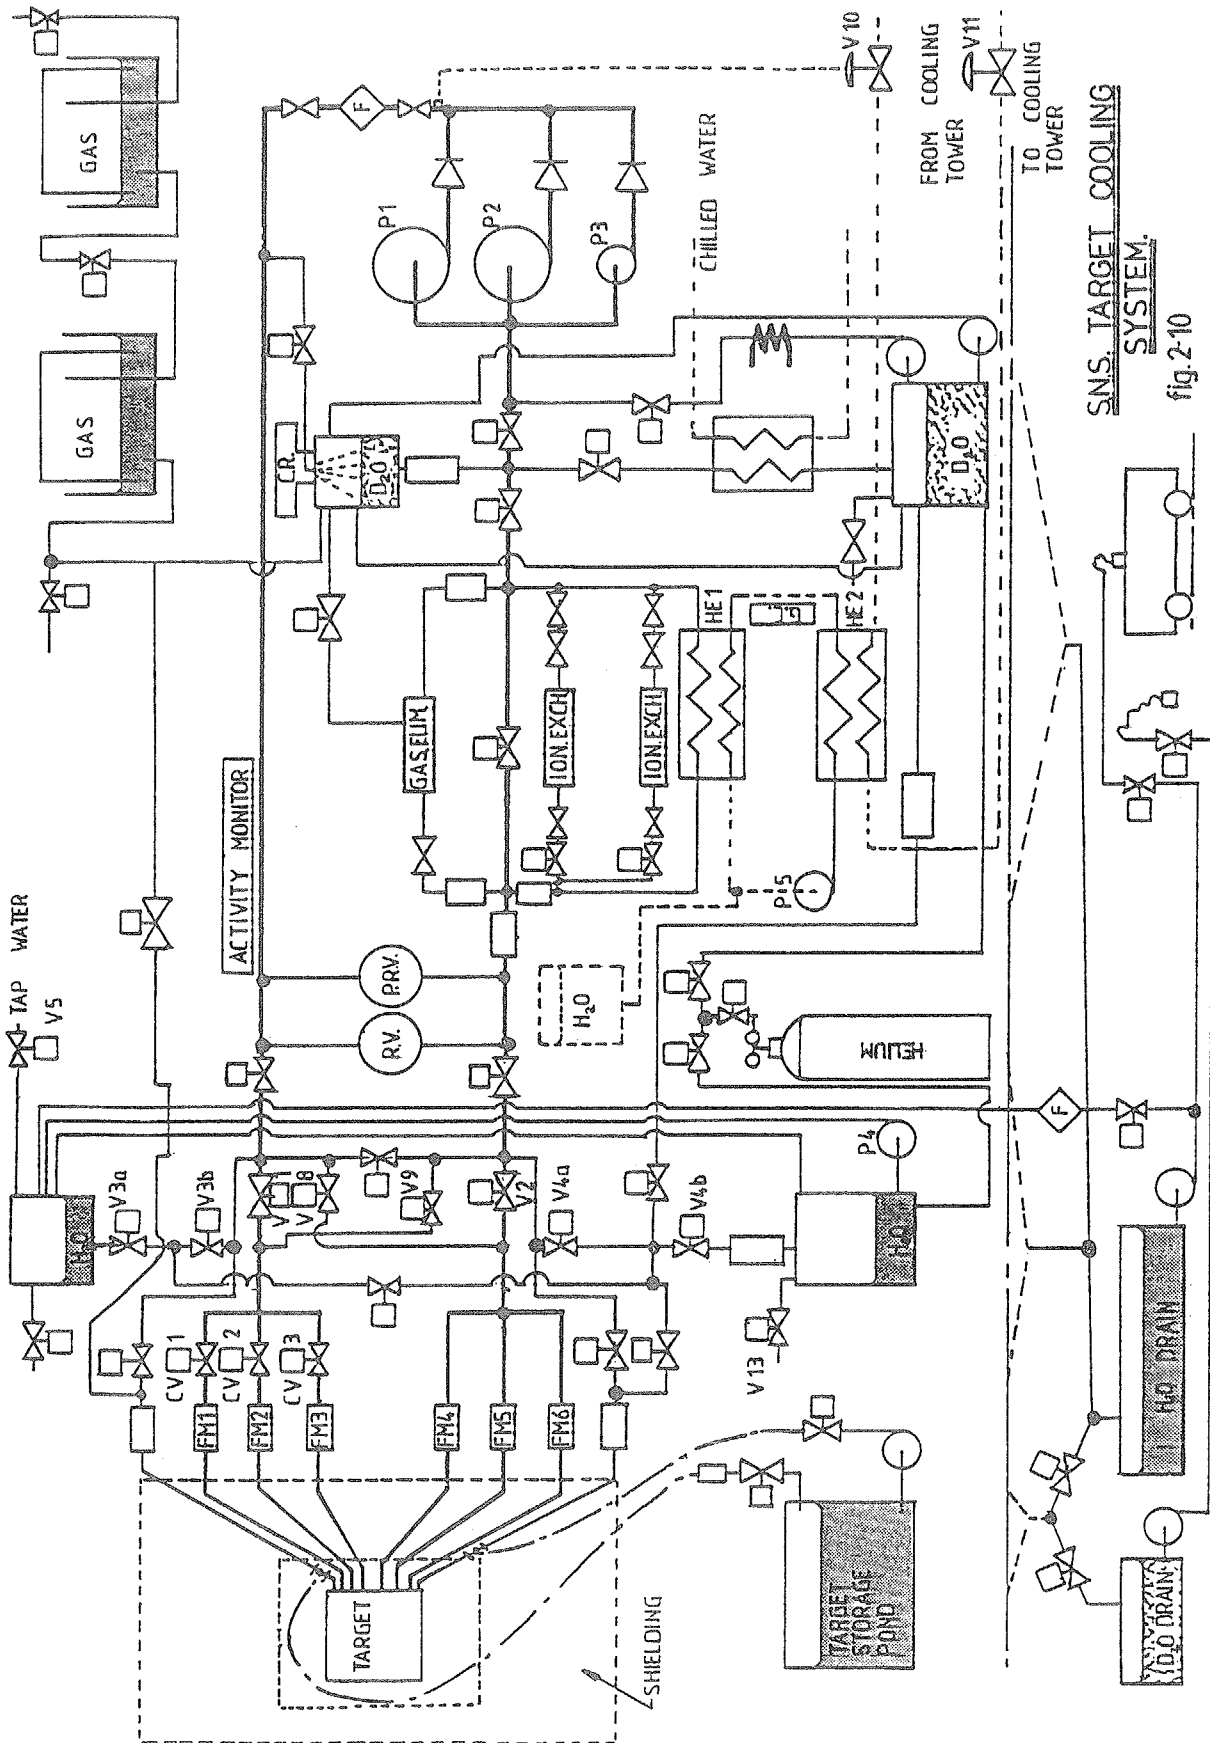 S.N.S. TARGET COOLING
SYSTEM.
fig. 2-10
GAS
GAS
TAP WATER
V5
ACTIVITY MONITOR
C.R.
D₂O
F
P1
P2
P3
V10
FROM COOLING
TOWER
V11
TO COOLING
TOWER
CHILLED WATER
H₂O
V3a
V3b
R.V.
P.R.V.
GAS.ELIM.
ION.EXCH.
ION.EXCH.
HE1
HE2
P5
H₂O
V1
V8
V9
V2
V4a
V4b
CV 1
CV 2
CV 3
FM1
FM2
FM3
FM4
FM5
FM6
TARGET
SHIELDING
V13
H₂O
P4
HELIUM
D₂O
TARGET
STORAGE
POND
F
H₂O DRAIN
D₂O DRAIN